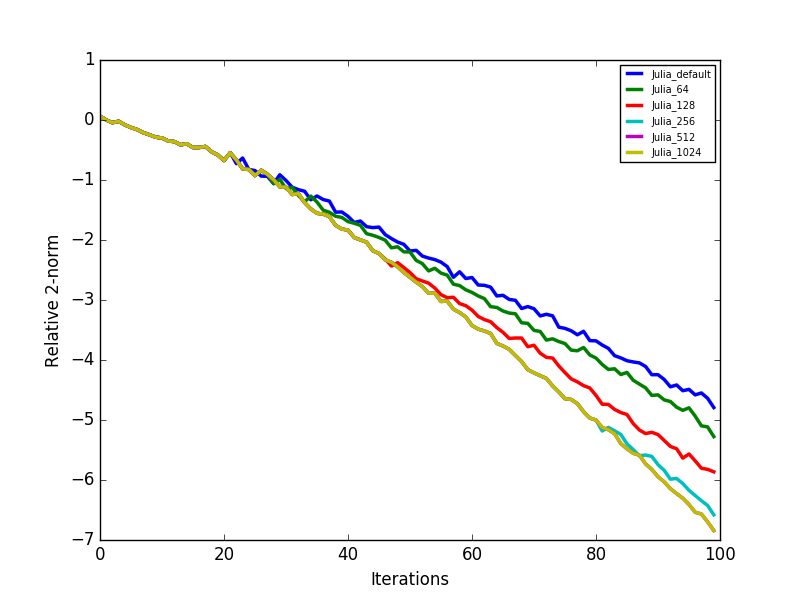 1
0
−1
−2
−3
−4
−5
−6
−7
Relative 2-norm
Julia_default
Julia_64
Julia_128
Julia_256
Julia_512
Julia_1024
0 20 40 60 80 100
Iterations